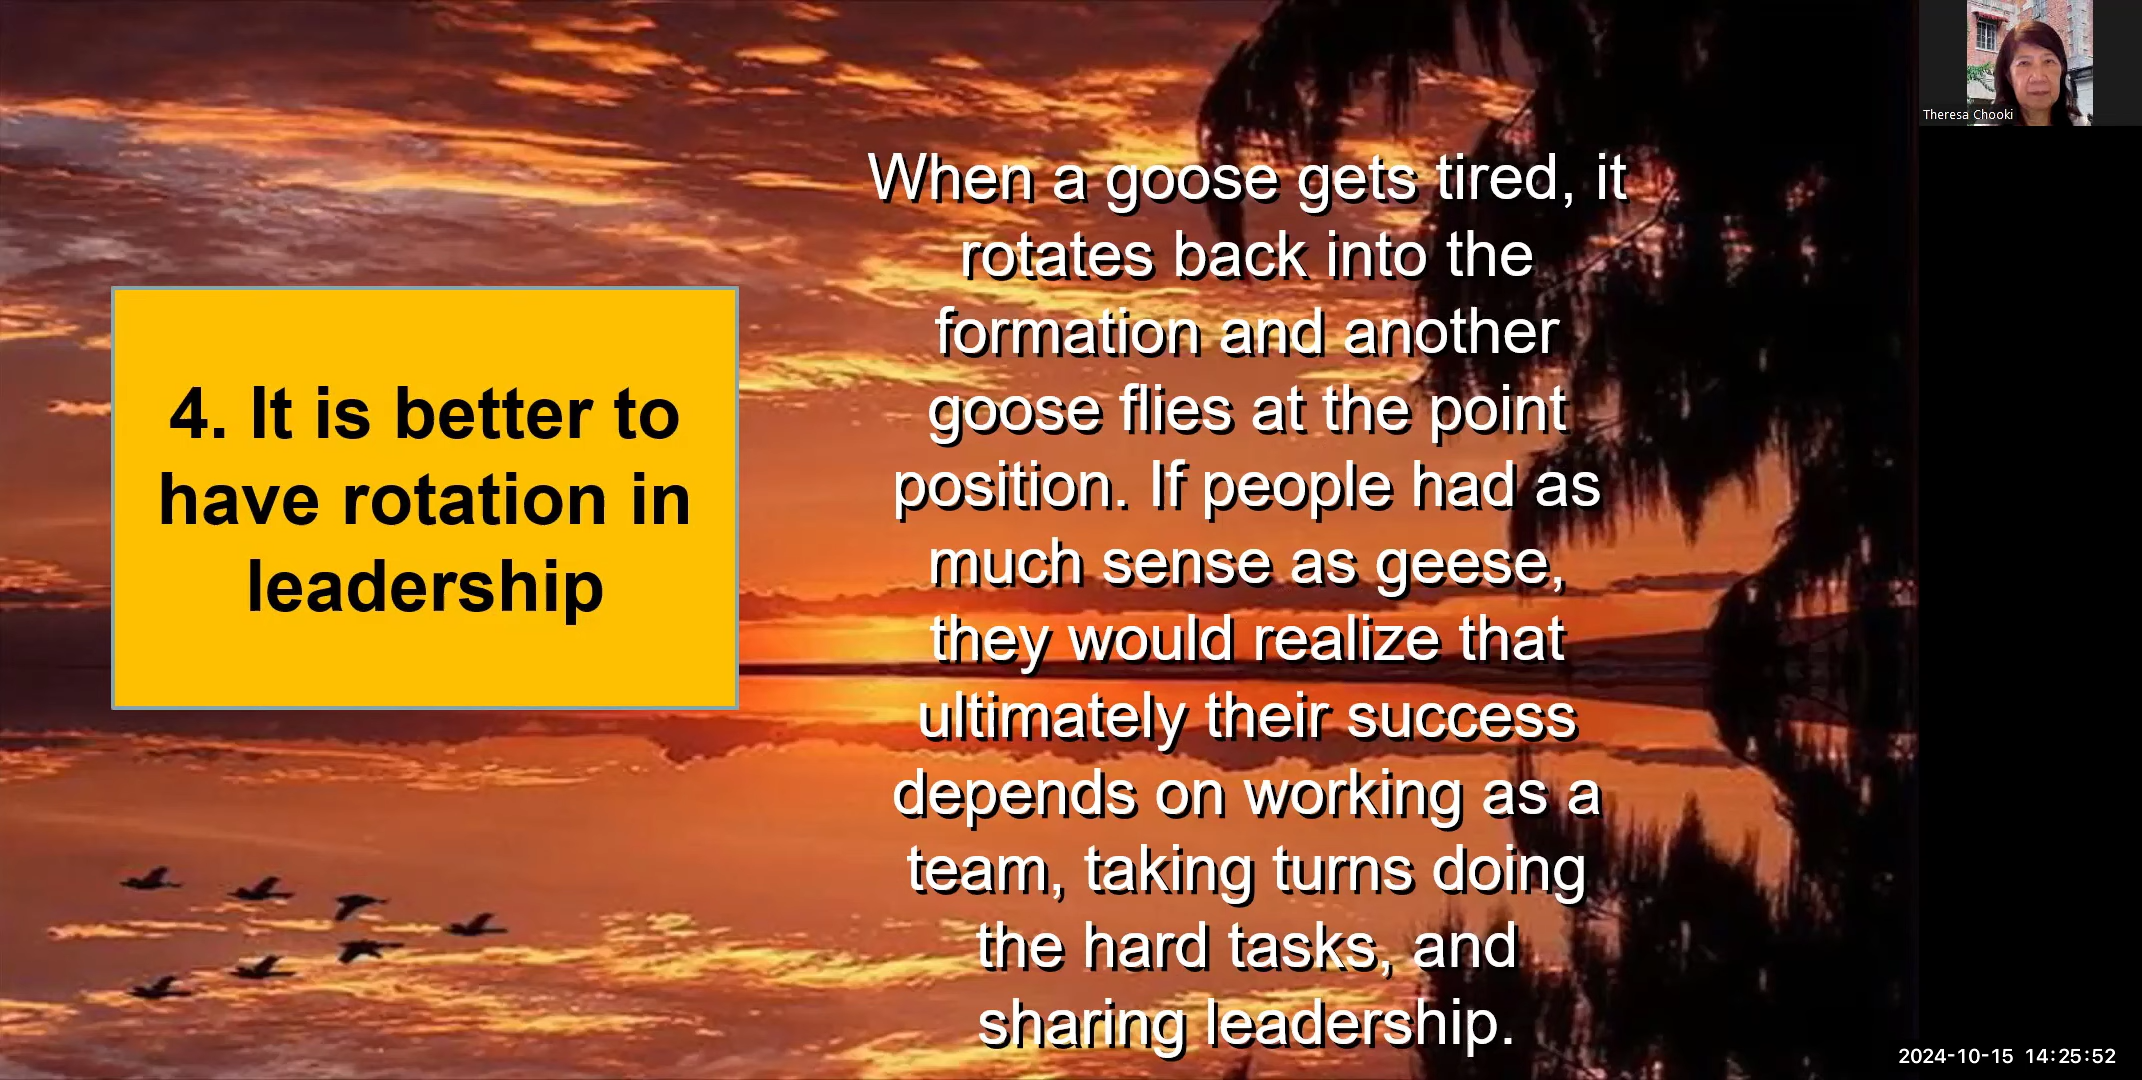 4. It is better to
have rotation in
leadership
When a goose gets tired, it
rotates back into the
formation and another
goose flies at the point
position. If people had as
much sense as geese,
they would realize that
ultimately their success
depends on working as a
team, taking turns doing
the hard tasks, and
sharing leadership.
Theresa Chooki
2024-10-15 14:25:52